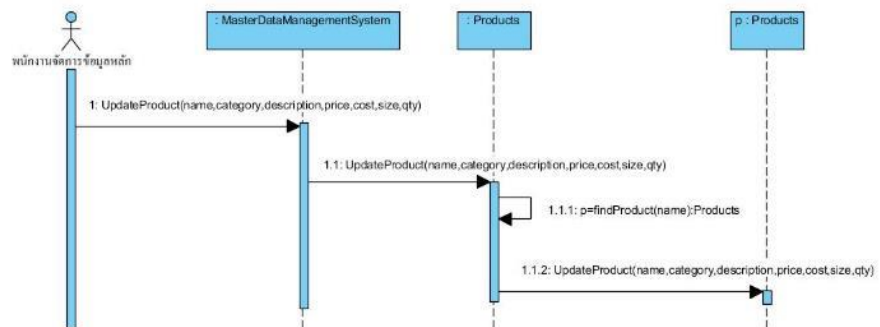 : MasterDataManagementSystem
: Products
p : Products
พนักงานจัดการข้อมูลหลัก
1: UpdateProduct(name,category,description,price,cost,size,qty)
1.1: UpdateProduct(name,category,description,price,cost,size,qty)
1.1.1: p=findProduct(name):Products
1.1.2: UpdateProduct(name,category,description,price,cost,size,qty)